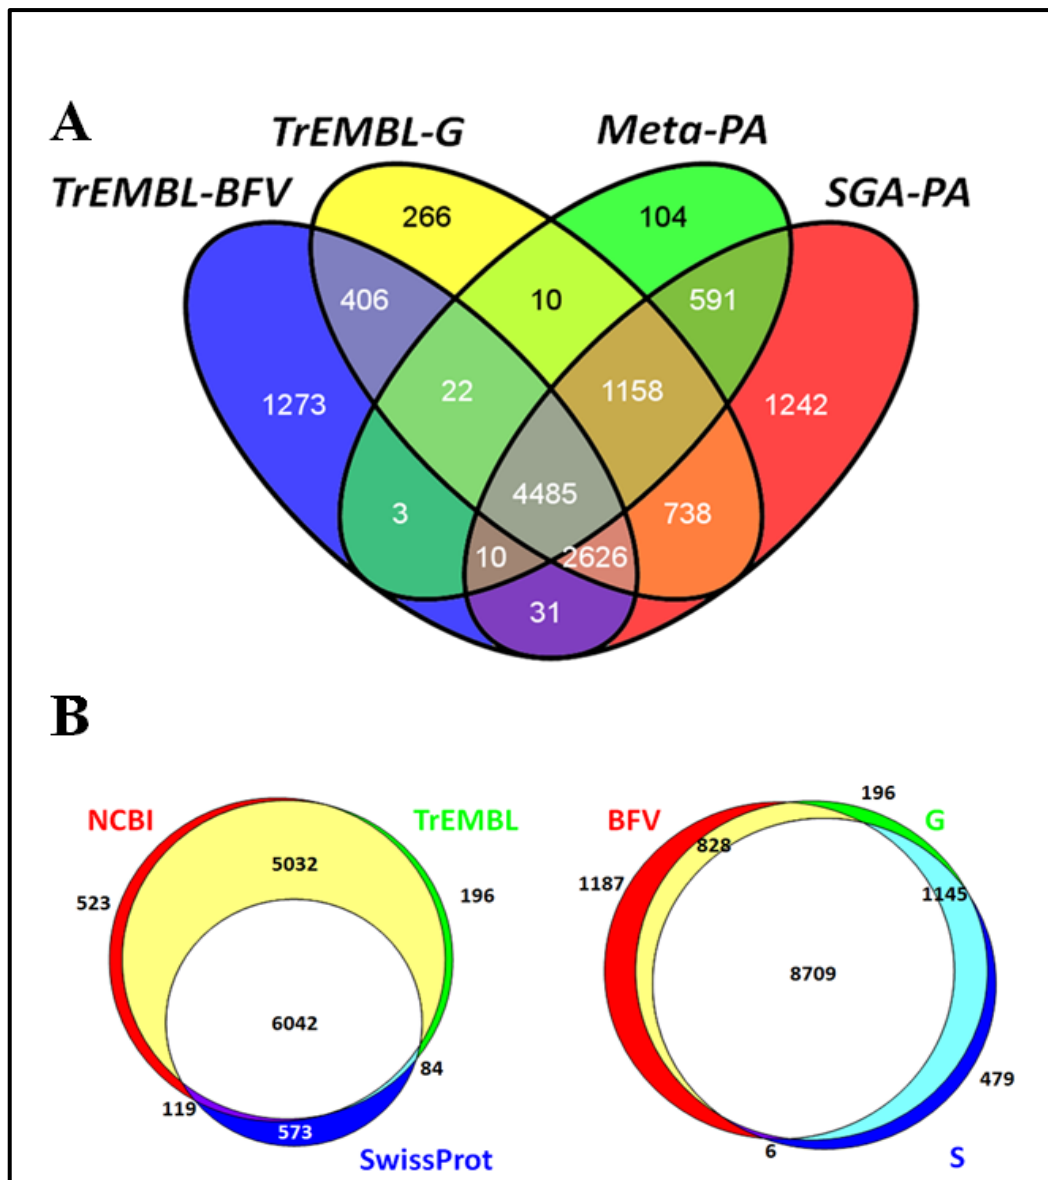 A
TrEMBL-G Meta-PA
TrEMBL-BFV SGA-PA
266 104
406 10 591
1273 22 1158 1242
3 4485 738
10 2626
31
B
NCBI TrEMBL BFV 196 G
5032 828
523 196 1187 1145
6042 8709
84
119 573 479
SwissProt 6 S